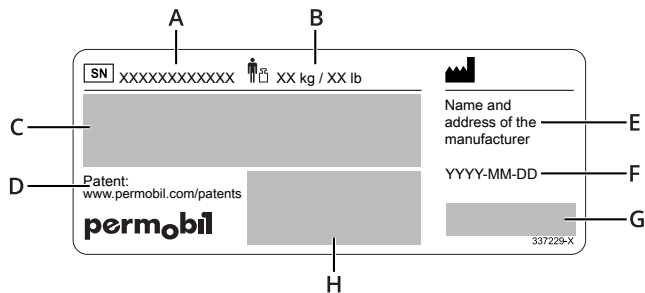 A
B
SN XXXXXXXXXXXX
XX kg / XX lb
C
Name and
address of the
manufacturer
E
D
Patent:
www.permobil.com/patents
YYYY-MM-DD
F
permobil
G
337229-X
H